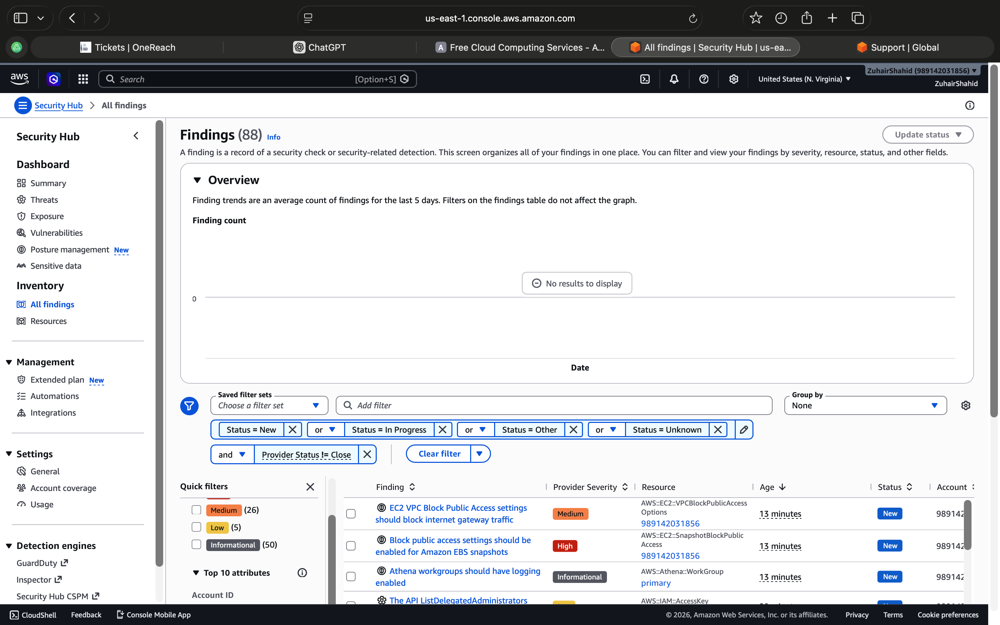 us-east-1.console.aws.amazon.com
Tickets | OneReach
ChatGPT
A Free Cloud Computing Services - A...
All findings | Security Hub | us-ea...
Support | Global
aws
Search
[Option+S]
United States (N. Virginia)
ZuhairShahid (989142031856)
ZuhairShahid
Security Hub
All findings
Security Hub
Dashboard
Summary
Threats
Exposure
Vulnerabilities
Posture management New
Sensitive data
Inventory
All findings
Resources
Management
Extended plan New
Automations
Integrations
Settings
General
Account coverage
Usage
Detection engines
GuardDuty
Inspector
Security Hub CSPM
Findings (88) Info
Update status
A finding is a record of a security check or security-related detection. This screen organizes all of your findings in one place. You can filter and view your findings by severity, resource, status, and other fields.
Overview
Finding trends are an average count of findings for the last 5 days. Filters on the findings table do not affect the graph.
Finding count
No results to display
0
Date
Saved filter sets
Choose a filter set
Add filter
Group by
None
Status = New
or
Status = In Progress
or
Status = Other
or
Status = Unknown
and
Provider Status != Close
Clear filter
Quick filters
Medium (26)
Low (5)
Informational (50)
Top 10 attributes
Account ID
Finding
Provider Severity
Resource
Age
Status
Account
EC2 VPC Block Public Access settings
should block internet gateway traffic
Medium
AWS::EC2::VPCBlockPublicAccess
Options
989142031856
13 minutes
New
989142
Block public access settings should be
enabled for Amazon EBS snapshots
High
AWS::EC2::SnapshotBlockPublic
Access
989142031856
13 minutes
New
989142
Athena workgroups should have logging
enabled
Informational
AWS::Athena::WorkGroup
primary
13 minutes
New
989142
The API ListDelegatedAdministrators
AWS::IAM::AccessKey
CloudShell
Feedback
Console Mobile App
© 2026, Amazon Web Services, Inc. or its affiliates.
Privacy
Terms
Cookie preferences